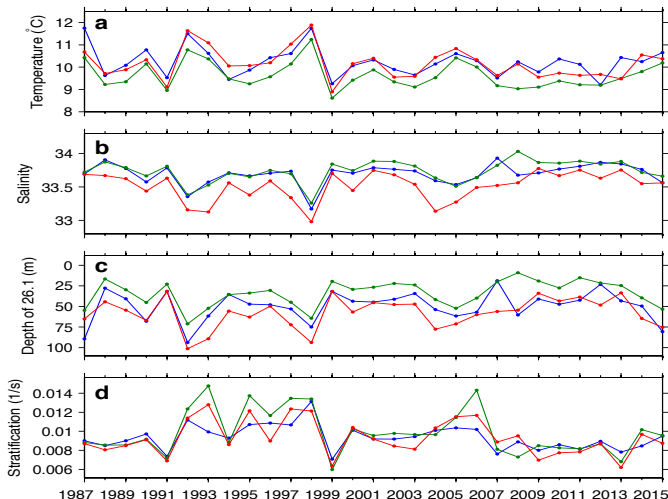 12
11
10
9
8
Temperature °C)
a
34
33.5
33
Salinity
b
0
25
50
75
100
Depth of 26.1 (m)
c
0.014
0.012
0.01
0.008
0.006
Stratification (1/s)
d
1987 1989 1991 1993 1995 1997 1999 2001 2003 2005 2007 2009 2011 2013 2015